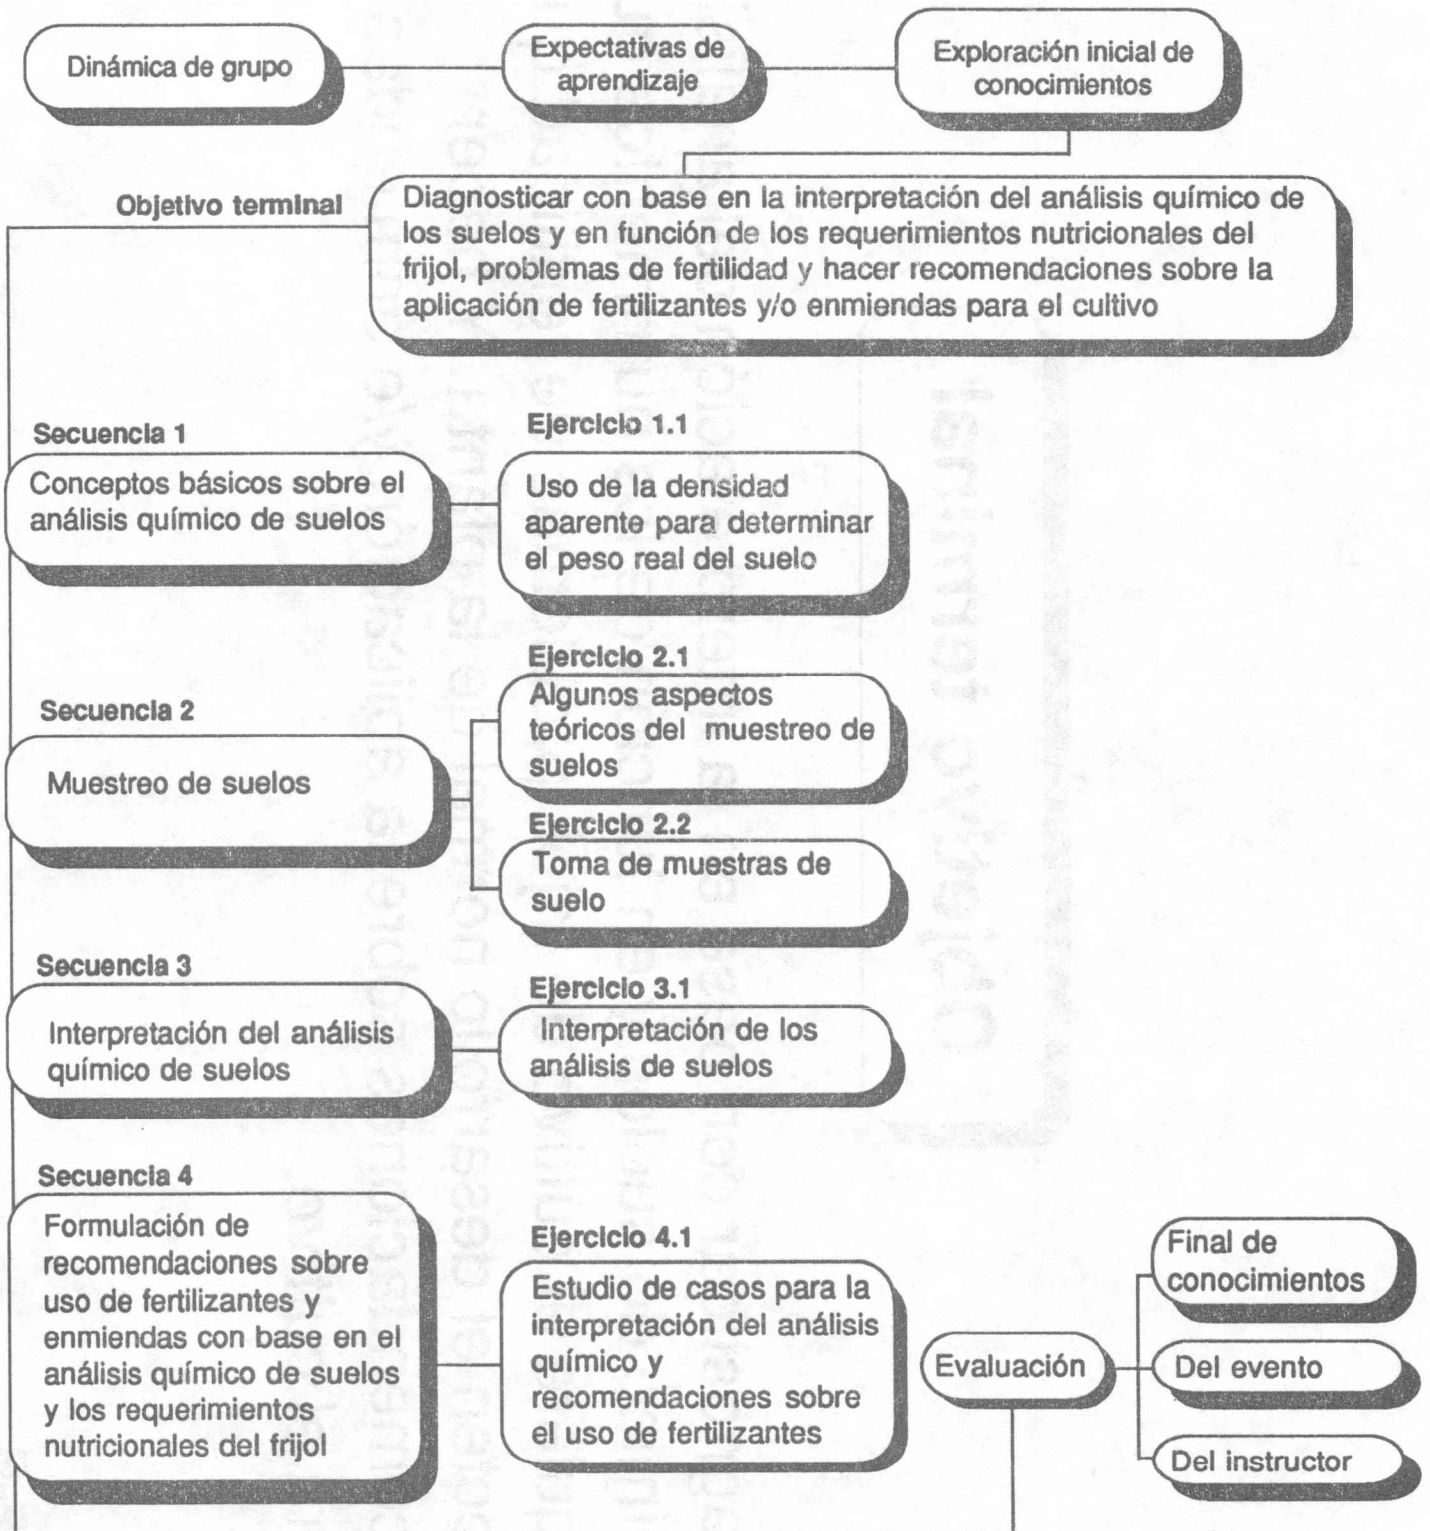 Dinámica de grupo
Expectativas de
aprendizaje
Exploración inicial de
conocimientos
Objetivo terminal
Diagnosticar con base en la interpretación del análisis químico de
los suelos y en función de los requerimientos nutricionales del
frijol, problemas de fertilidad y hacer recomendaciones sobre la
aplicación de fertilizantes y/o enmiendas para el cultivo
Secuencia 1
Conceptos básicos sobre el
análisis químico de suelos
Ejercicio 1.1
Uso de la densidad
aparente para determinar
el peso real del suelo
Secuencia 2
Muestreo de suelos
Ejercicio 2.1
Algunos aspectos
teóricos del muestreo de
suelos
Ejercicio 2.2
Toma de muestras de
suelo
Secuencia 3
Interpretación del análisis
químico de suelos
Ejercicio 3.1
Interpretación de los
análisis de suelos
Secuencia 4
Formulación de
recomendaciones sobre
uso de fertilizantes y
enmiendas con base en el
análisis químico de suelos
y los requerimientos
nutricionales del frijol
Ejercicio 4.1
Estudio de casos para la
interpretación del análisis
químico y
recomendaciones sobre
el uso de fertilizantes
Evaluación
Final de
conocimientos
Del evento
Del instructor